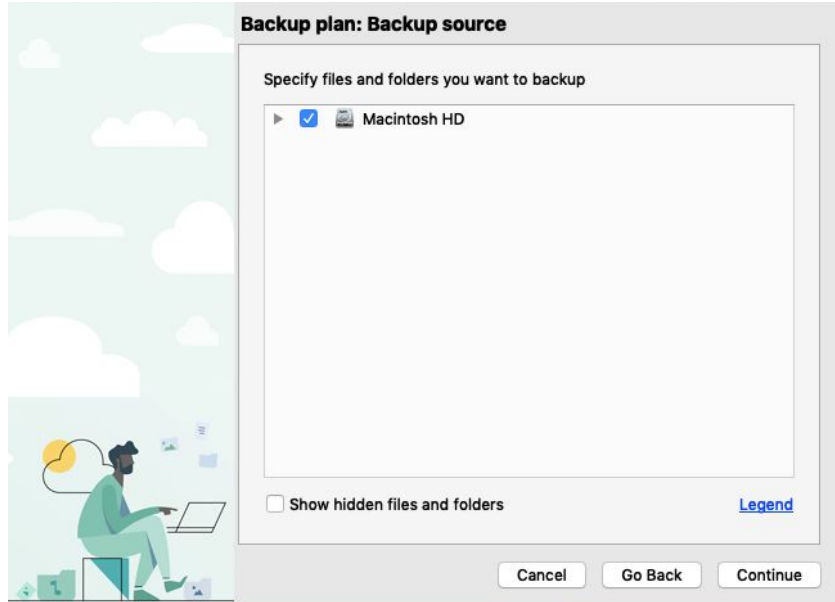 Backup plan: Backup source
Specify files and folders you want to backup
Macintosh HD
Show hidden files and folders
Legend
Cancel
Go Back
Continue